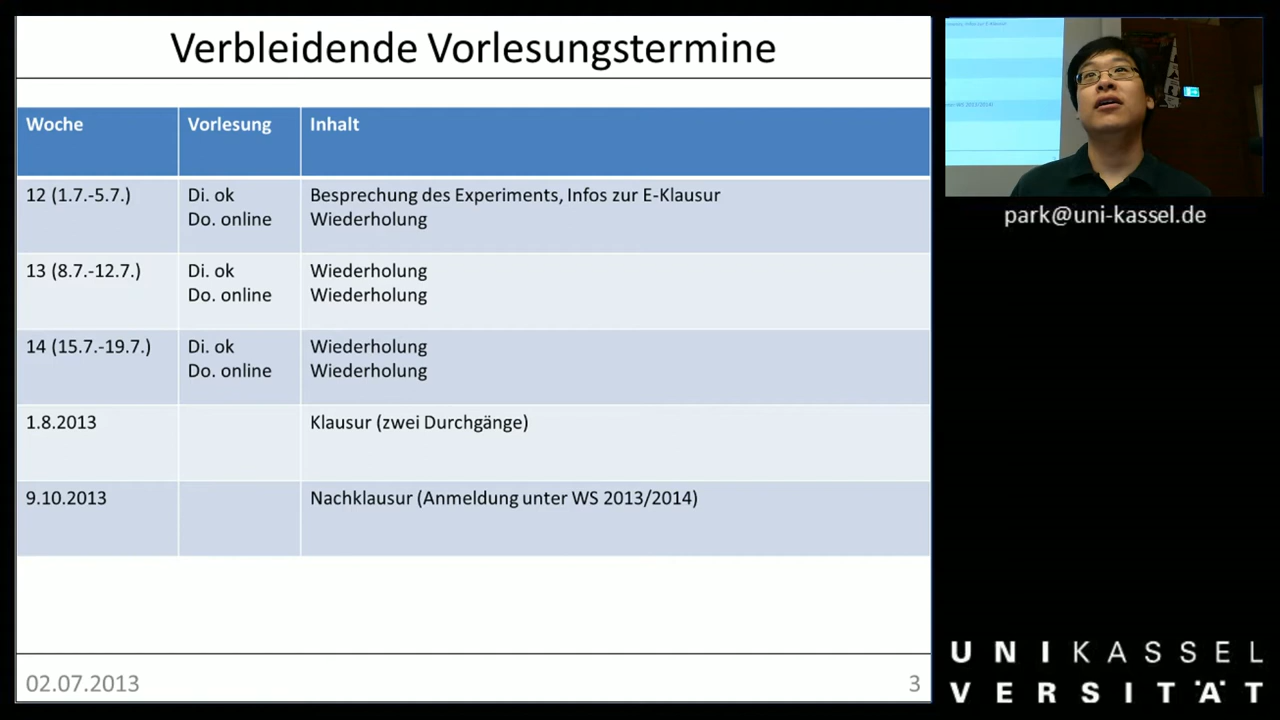 Verbleidende Vorlesungstermine
Woche Vorlesung Inhalt
12 (1.7.-5.7.) Di. ok Besprechung des Experiments, Infos zur E-Klausur
Do. online Wiederholung
13 (8.7.-12.7.) Di. ok Wiederholung
Do. online Wiederholung
14 (15.7.-19.7.) Di. ok Wiederholung
Do. online Wiederholung
1.8.2013 Klausur (zwei Durchgänge)
9.10.2013 Nachklausur (Anmeldung unter WS 2013/2014)
02.07.2013 3
park@uni-kassel.de
UNIKASSEL
VERSITÄT